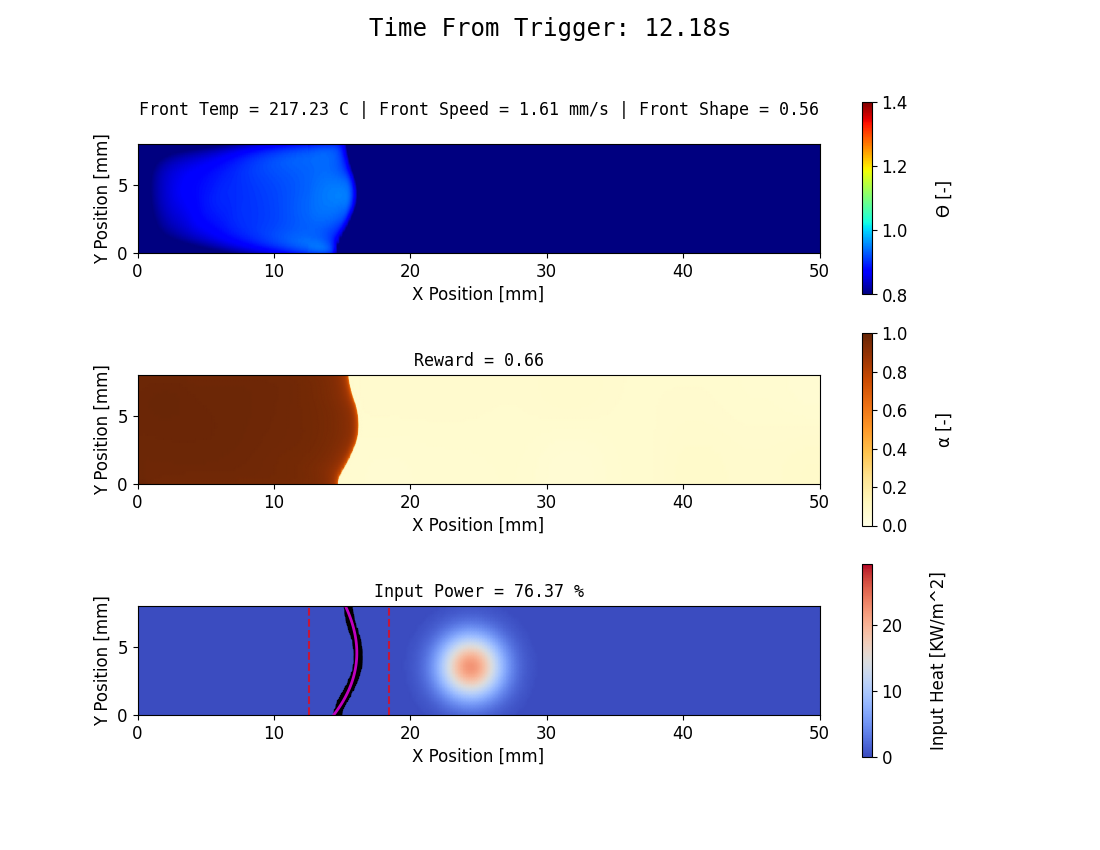 Time From Trigger: 12.18s
Front Temp = 217.23 C | Front Speed = 1.61 mm/s | Front Shape = 0.56
Y Position [mm]
5
0
0 10 20 30 40 50
X Position [mm]
1.4
1.2
1.0
0.8
Θ [-]
Reward = 0.66
Y Position [mm]
5
0
0 10 20 30 40 50
X Position [mm]
1.0
0.8
0.6
0.4
0.2
0.0
α [-]
Input Power = 76.37 %
Y Position [mm]
5
0
0 10 20 30 40 50
X Position [mm]
20
10
0
Input Heat [KW/m^2]